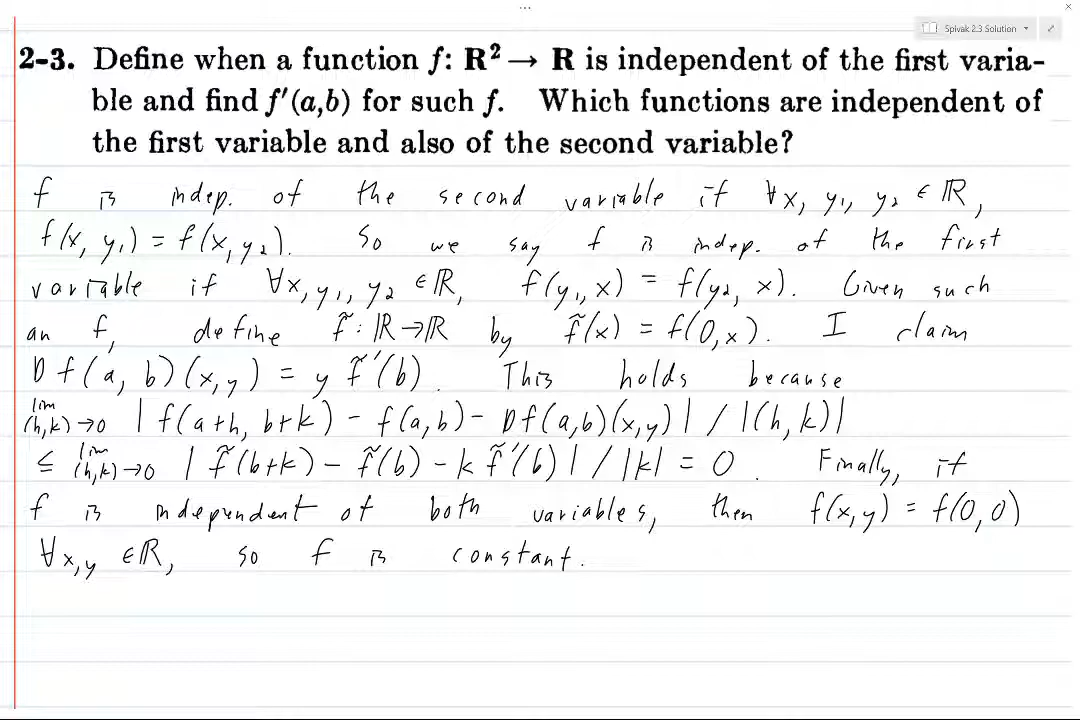 Spivak 2.3 Solution
2-3. Define when a function f: R² → R is independent of the first varia-
ble and find f′(a,b) for such f. Which functions are independent of
the first variable and also of the second variable?
f is indep. of the second variable if ∀x, y₁, y₂ ∈ ℝ,
f(x, y₁) = f(x, y₂). So we say f is indep. of the first
variable if ∀x, y₁, y₂ ∈ ℝ, f(y₁, x) = f(y₂, x). Given such
an f, define f̃: ℝ→ℝ by f̃(x) = f(0,x). I claim
Df(a, b)(x,y) = y f̃′(b). This holds because
lim (h,k)→0 | f(a+h, b+k) − f(a,b) − Df(a,b)(x,y)| / |(h, k)|
≤ lim (h,k)→0 | f̃(b+k) − f̃(b) − k f̃′(b)| / |k| = 0. Finally, if
f is independent of both variables, then f(x,y) = f(0,0)
∀x,y ∈ℝ, so f is constant.